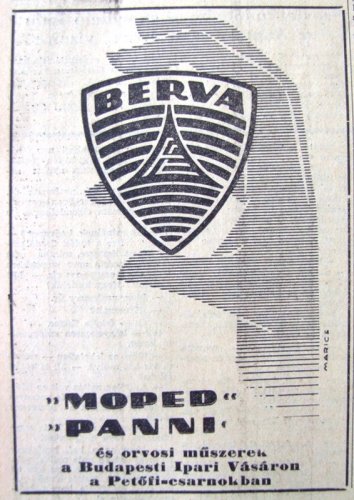 BERVA
MARICS
»MOPED«
»PANNI«
és orvosi műszerek
a Budapesti Ipari Vásáron
a Petőfi-csarnokban